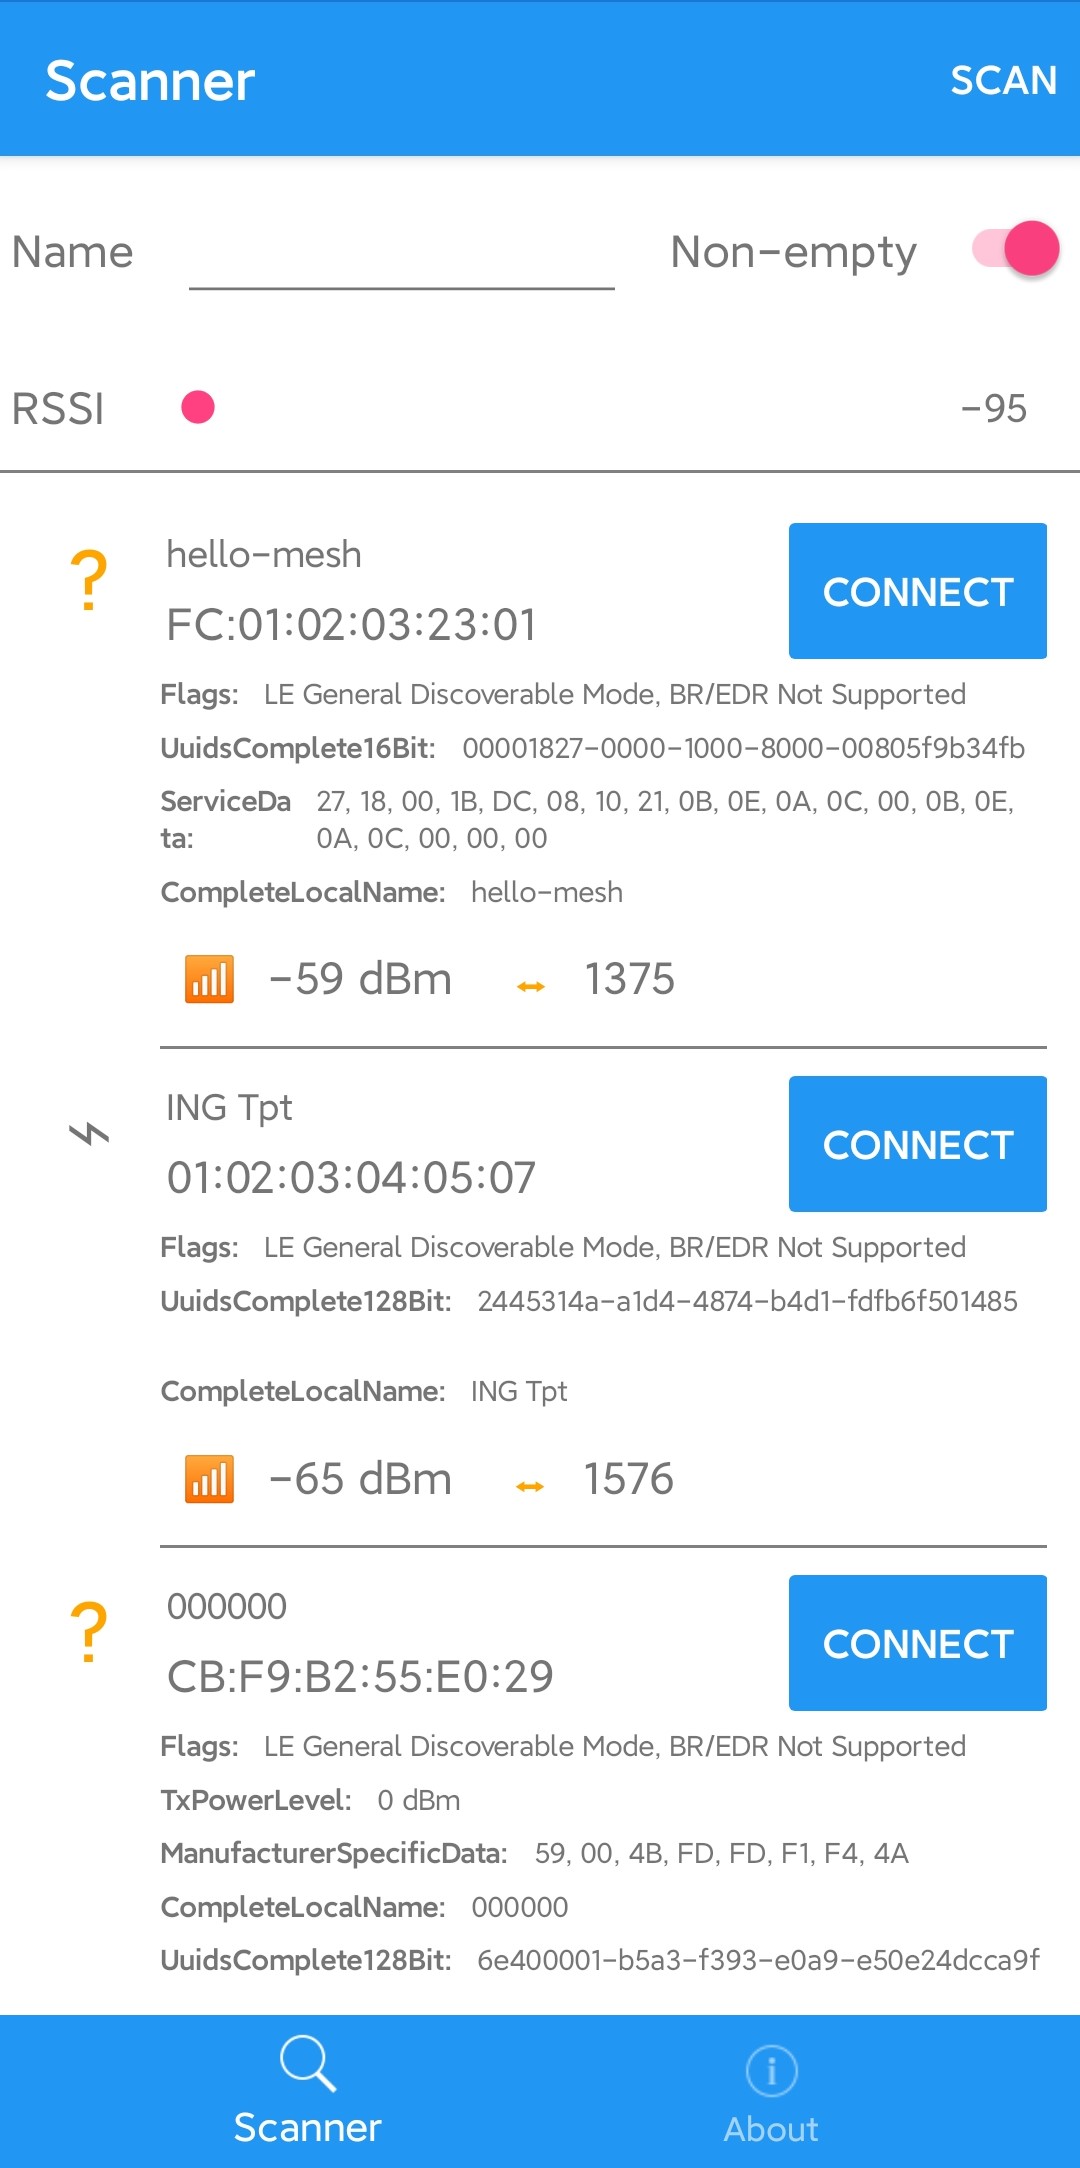 Scanner SCAN
Name Non-empty
RSSI -95
? hello-mesh CONNECT
FC:01:02:03:23:01
Flags: LE General Discoverable Mode, BR/EDR Not Supported
UuidsComplete16Bit: 00001827-0000-1000-8000-00805f9b34fb
ServiceDa 27, 18, 00, 1B, DC, 08, 10, 21, 0B, 0E, 0A, 0C, 00, 0B, 0E,
ta: 0A, 0C, 00, 00, 00
CompleteLocalName: hello-mesh
-59 dBm ↔ 1375
ING Tpt CONNECT
01:02:03:04:05:07
Flags: LE General Discoverable Mode, BR/EDR Not Supported
UuidsComplete128Bit: 2445314a-a1d4-4874-b4d1-fdfb6f501485
CompleteLocalName: ING Tpt
-65 dBm ↔ 1576
? 000000 CONNECT
CB:F9:B2:55:E0:29
Flags: LE General Discoverable Mode, BR/EDR Not Supported
TxPowerLevel: 0 dBm
ManufacturerSpecificData: 59, 00, 4B, FD, FD, F1, F4, 4A
CompleteLocalName: 000000
UuidsComplete128Bit: 6e400001-b5a3-f393-e0a9-e50e24dcca9f
Scanner About